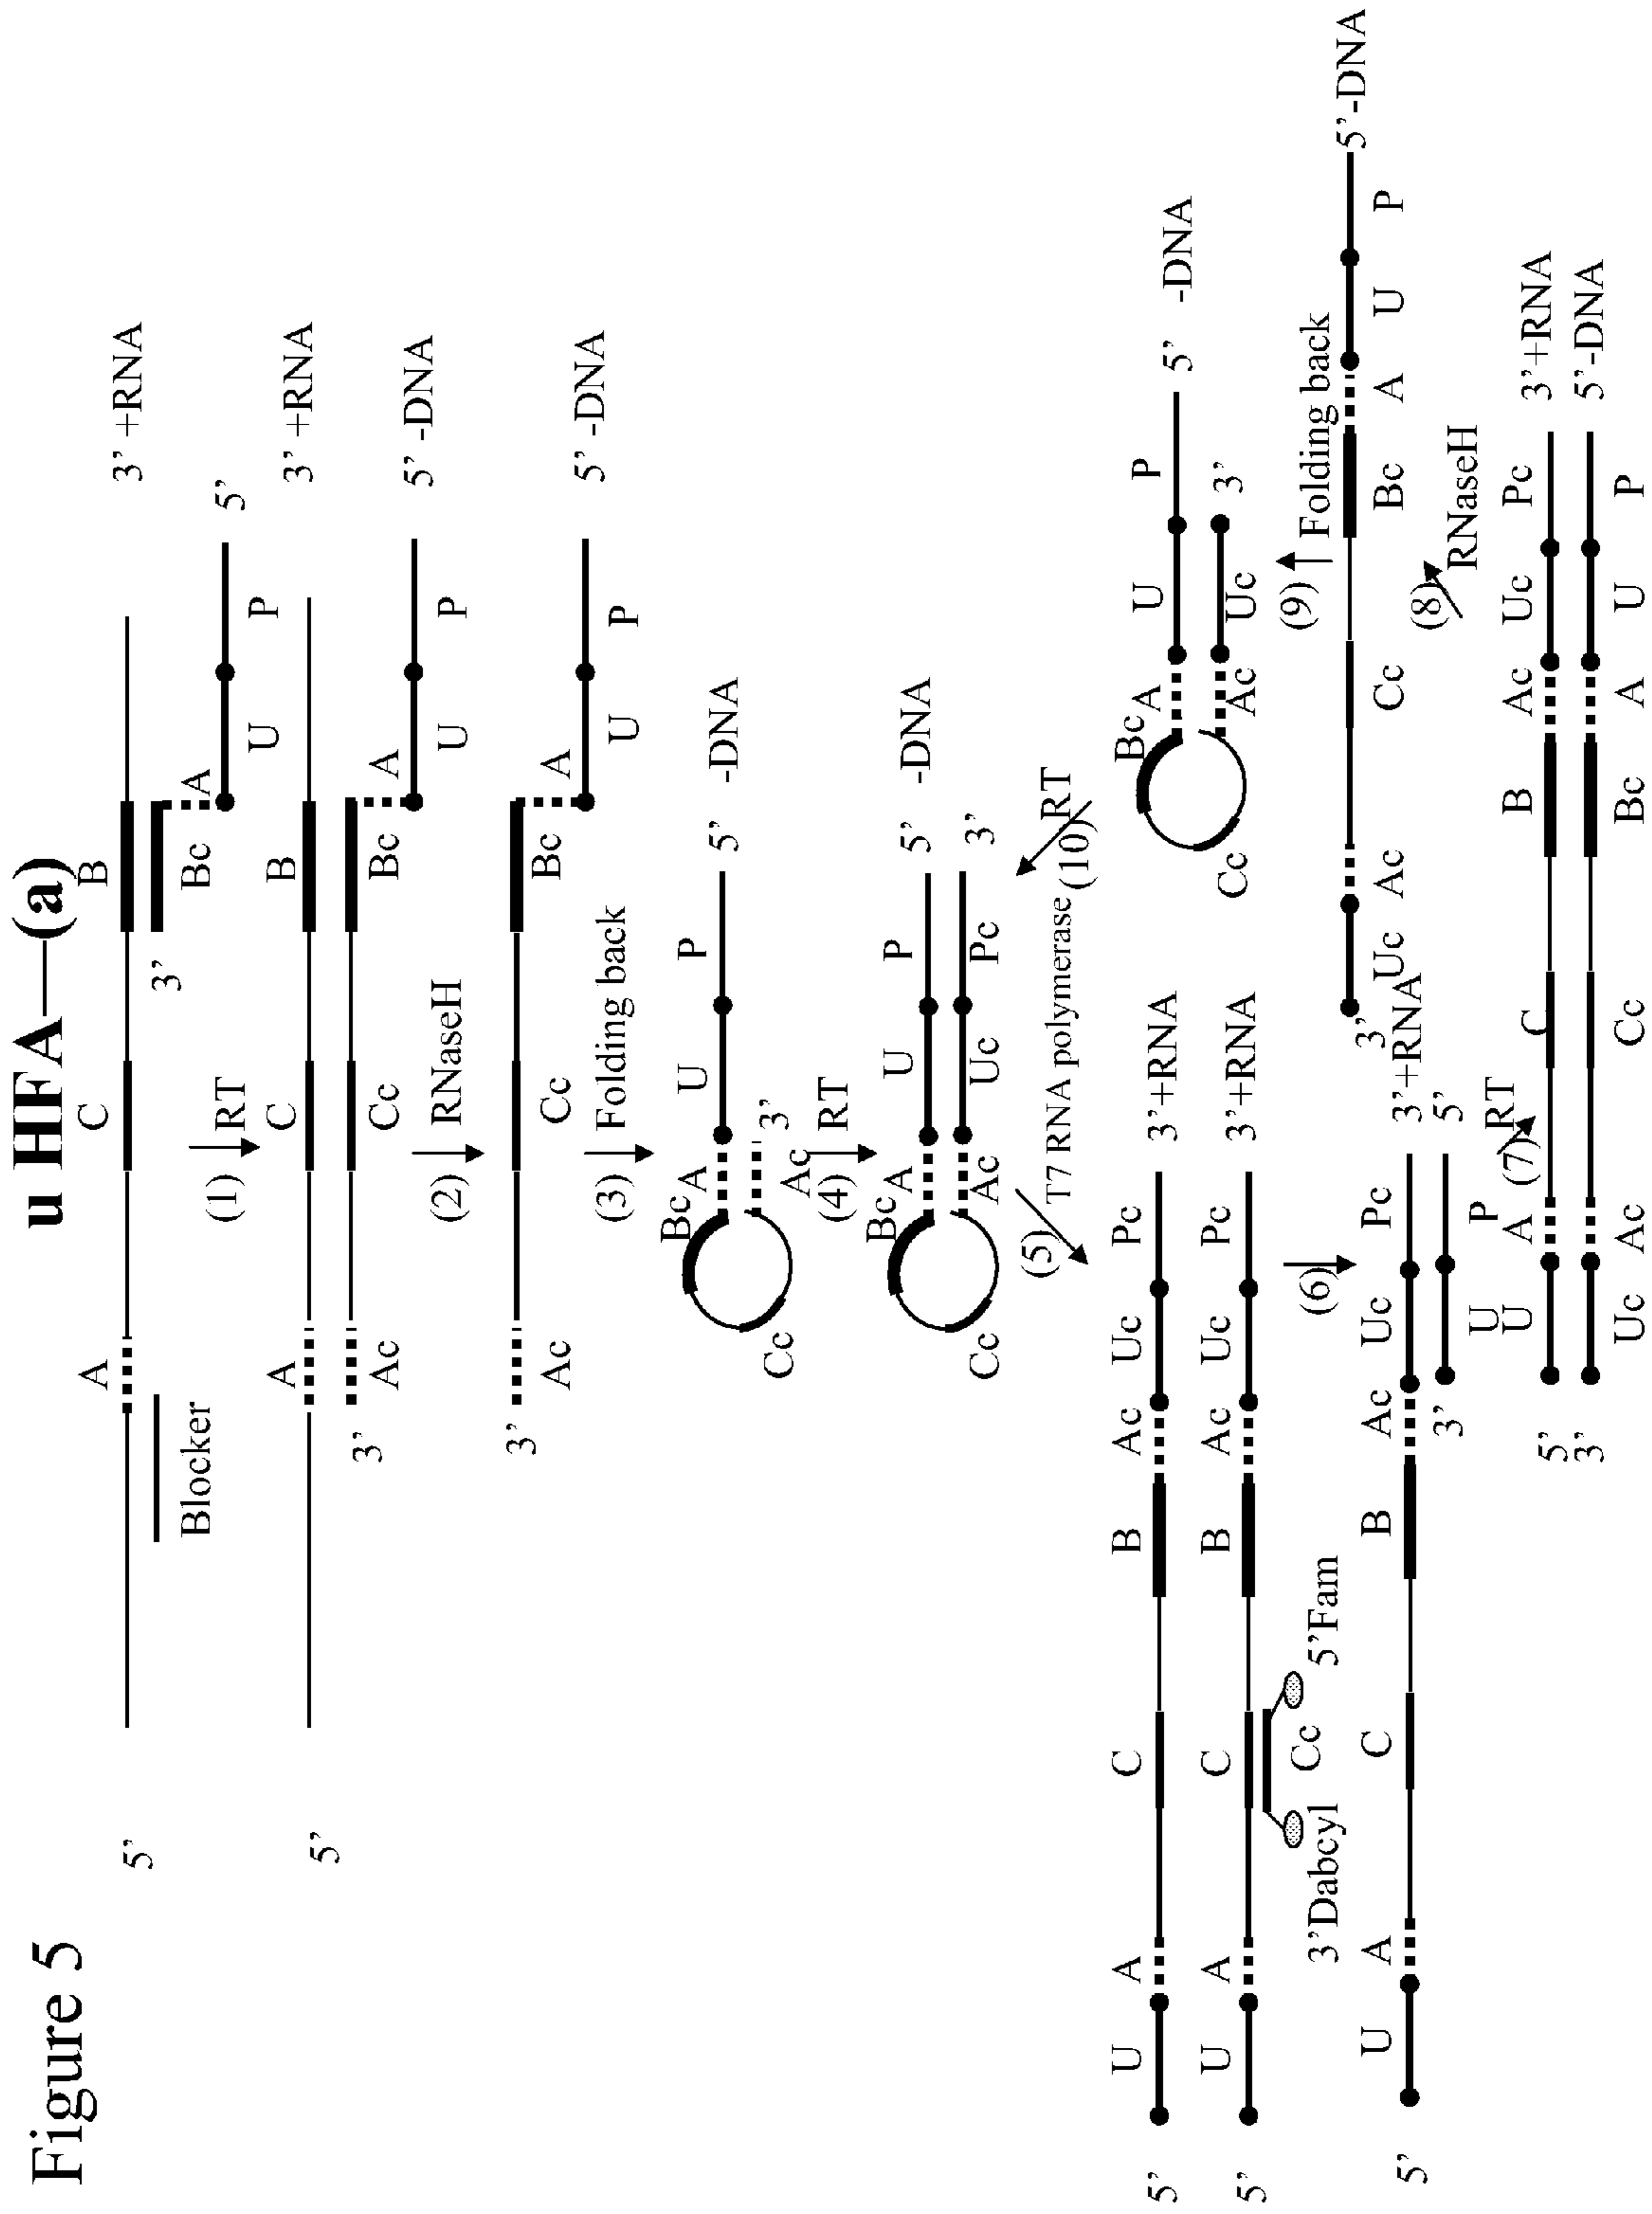 Figure 5
u HFA—(a)
A C B 3’ +RNA
5’ Blocker 3’ Bc A U P 5’
(1) RT
A C B 3’ +RNA
5’
3’ Ac Cc Bc A U P 5’ -DNA
(2) RNaseH
3’ Ac Cc Bc A U P 5’ -DNA
(3) Folding back
Bc A U P 5’ -DNA
Cc Ac 3’
(4) RT
Bc A U P 5’ -DNA
Cc Ac Uc Pc 3’
(5) T7 RNA polymerase (10) RT
U A C B Ac Uc Pc 3’+RNA
5’
Bc A U P 5’ -DNA
Cc Ac Uc 3’
U A C B Ac Uc Pc 3’+RNA
5’
3’Dabcyl Cc 5’Fam
(6) (9) Folding back
3’ Uc Ac Cc Bc A U P 5’-DNA
U A C B Ac Uc Pc 3’+RNA
5’
3’ U P 5’
(7) RT (8) RNaseH
5’ U A C B Ac Uc Pc 3’+RNA
3’ Uc Ac Cc Bc A U P 5’-DNA